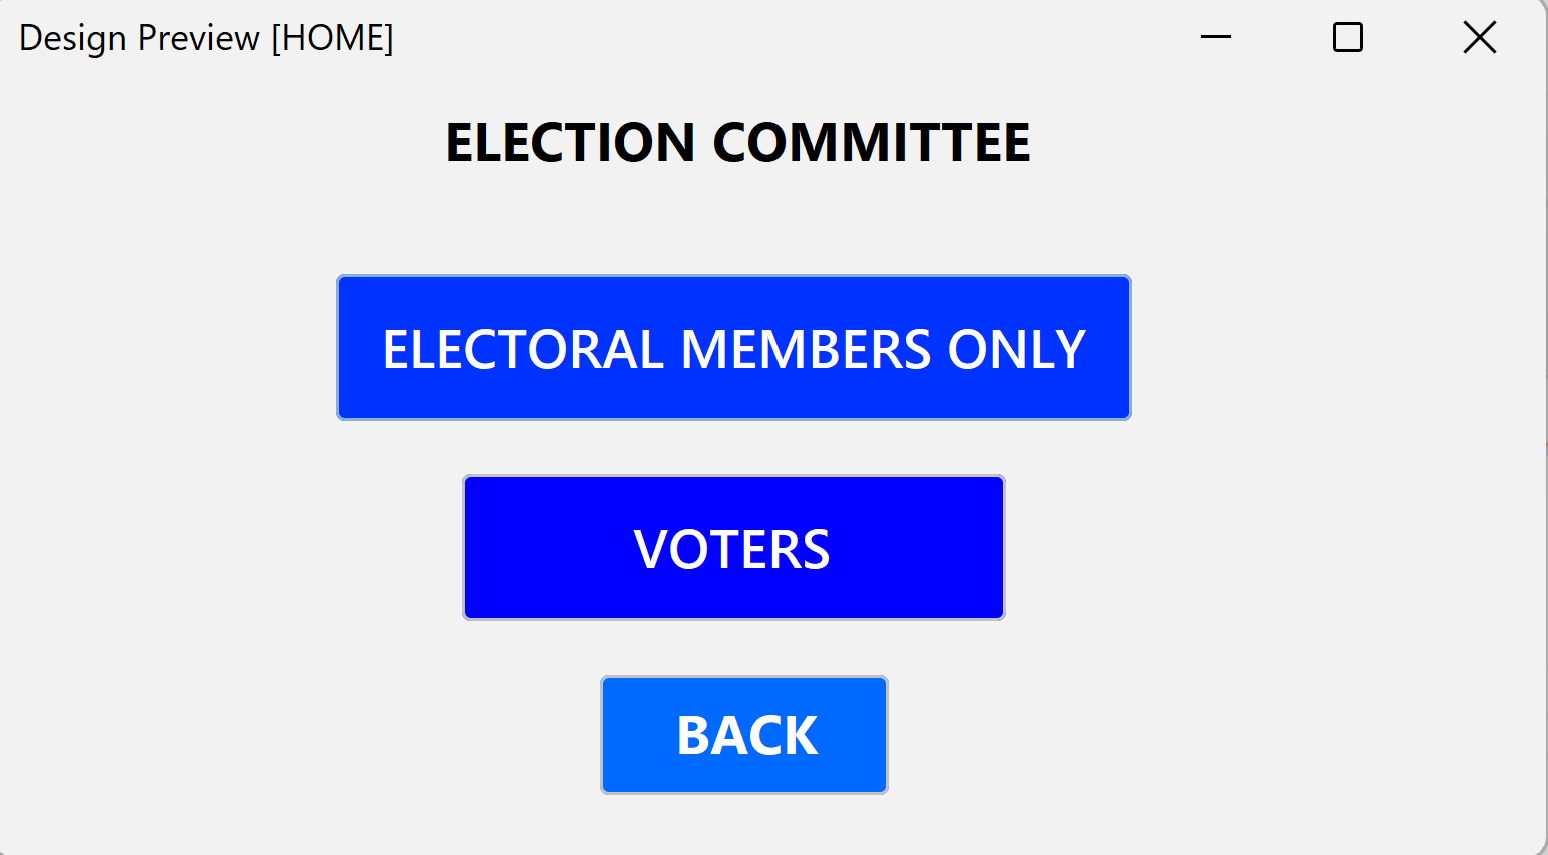 Design Preview [HOME]
ELECTION COMMITTEE
ELECTORAL MEMBERS ONLY
VOTERS
BACK